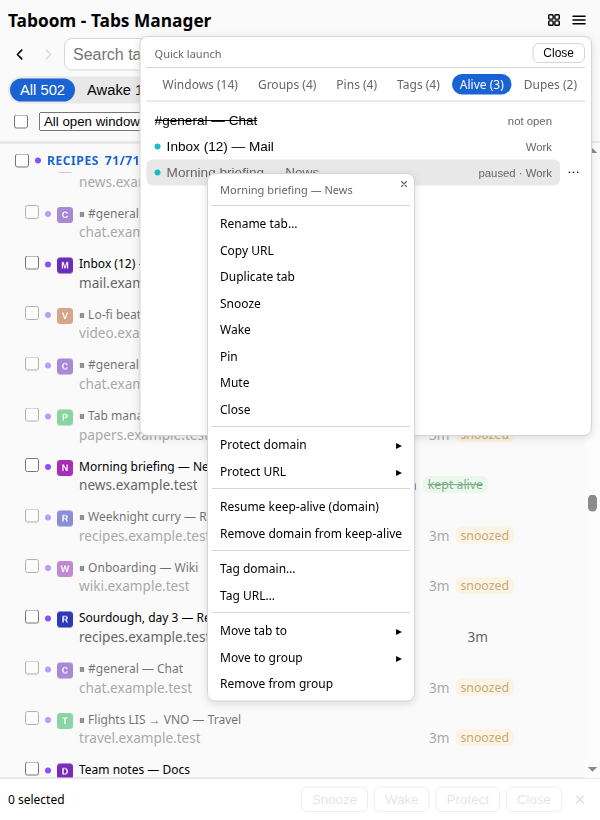 Taboom - Tabs Manager
Search ta
Quick launch
Close
Windows (14)
Groups (4)
Pins (4)
Tags (4)
Alive (3)
Dupes (2)
All 502
Awake 1
All open window
#general — Chat
not open
Inbox (12) — Mail
Work
Morning briefing — News
paused · Work
RECIPES 71/71
news.exa
Morning briefing — News
Rename tab...
Copy URL
Duplicate tab
Snooze
Wake
Pin
Mute
Close
Protect domain
Protect URL
Resume keep-alive (domain)
Remove domain from keep-alive
Tag domain...
Tag URL...
Move tab to
Move to group
Remove from group
C
#general
chat.exam
M
Inbox (12) 
mail.exam
V
Lo-fi beat
video.exa
C
#general
chat.exam
P
Tab mana
papers.example.test
3m
snoozed
N
Morning briefing — Ne
news.example.test
kept alive
R
Weeknight curry — R
recipes.example.test
3m
snoozed
W
Onboarding — Wiki
wiki.example.test
3m
snoozed
R
Sourdough, day 3 — Re
recipes.example.test
3m
C
#general — Chat
chat.example.test
3m
snoozed
T
Flights LIS → VNO — Travel
travel.example.test
3m
snoozed
D
Team notes — Docs
0 selected
Snooze
Wake
Protect
Close